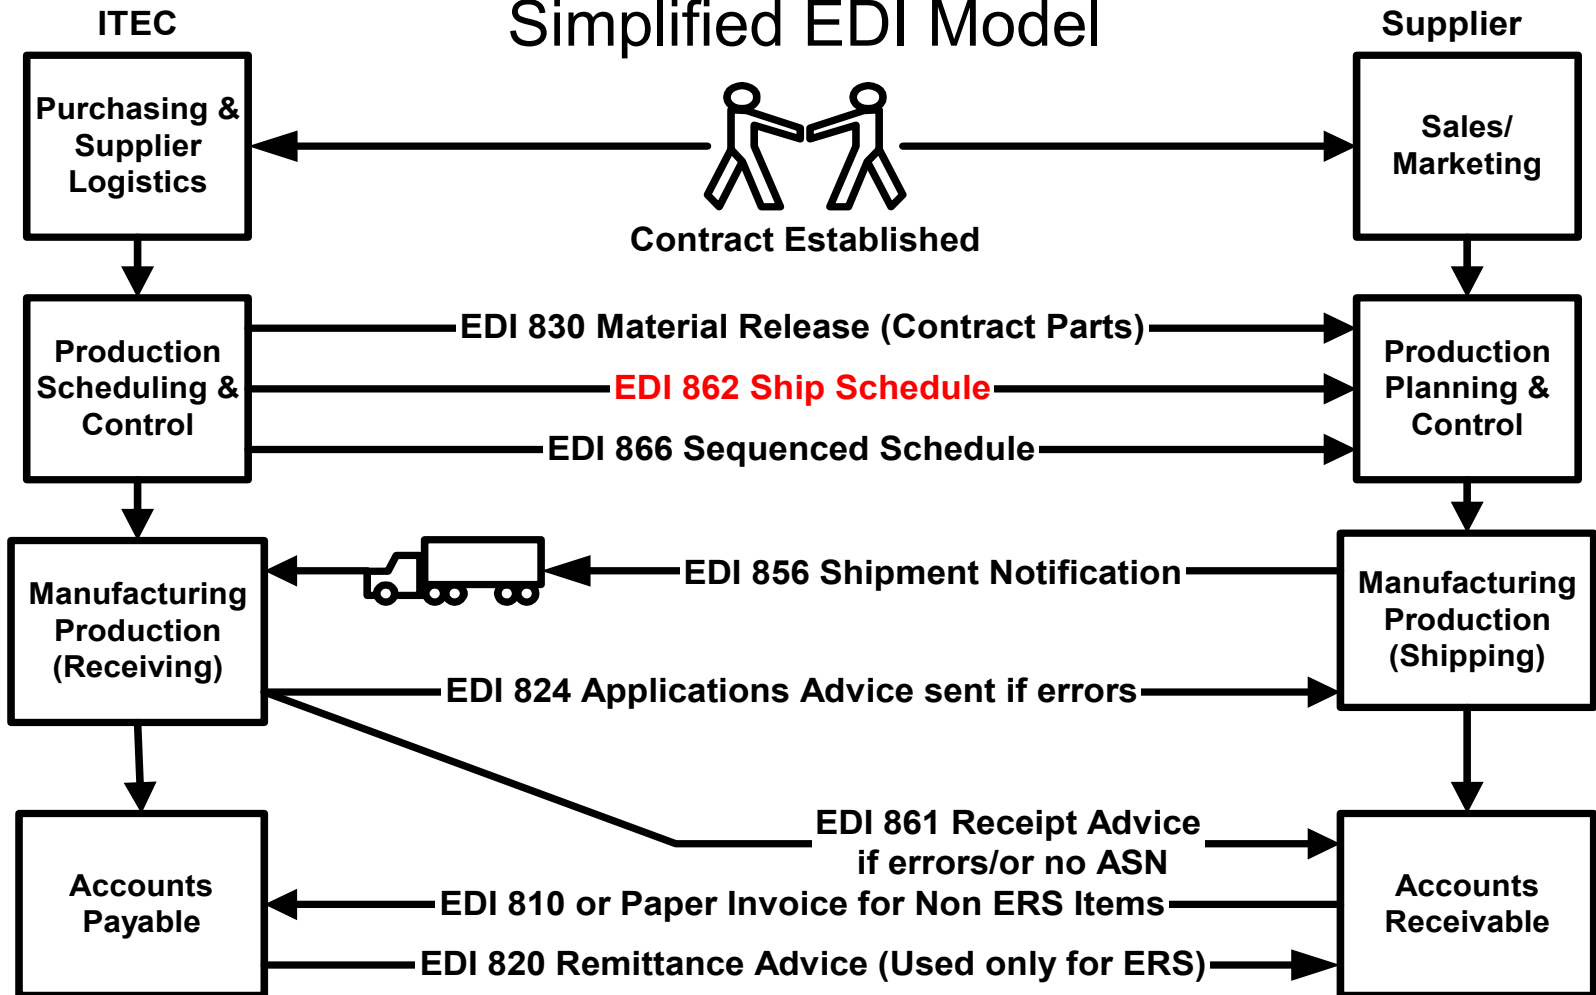 Simplified EDI Model
ITEC
Supplier
Purchasing &
Supplier
Logistics
Sales/
Marketing
Contract Established
Production
Scheduling &
Control
EDI 830 Material Release (Contract Parts)
EDI 862 Ship Schedule
EDI 866 Sequenced Schedule
Production
Planning &
Control
Manufacturing
Production
(Receiving)
EDI 856 Shipment Notification
EDI 824 Applications Advice sent if errors
Manufacturing
Production
(Shipping)
Accounts
Payable
EDI 861 Receipt Advice
if errors/or no ASN
EDI 810 or Paper Invoice for Non ERS Items
EDI 820 Remittance Advice (Used only for ERS)
Accounts
Receivable